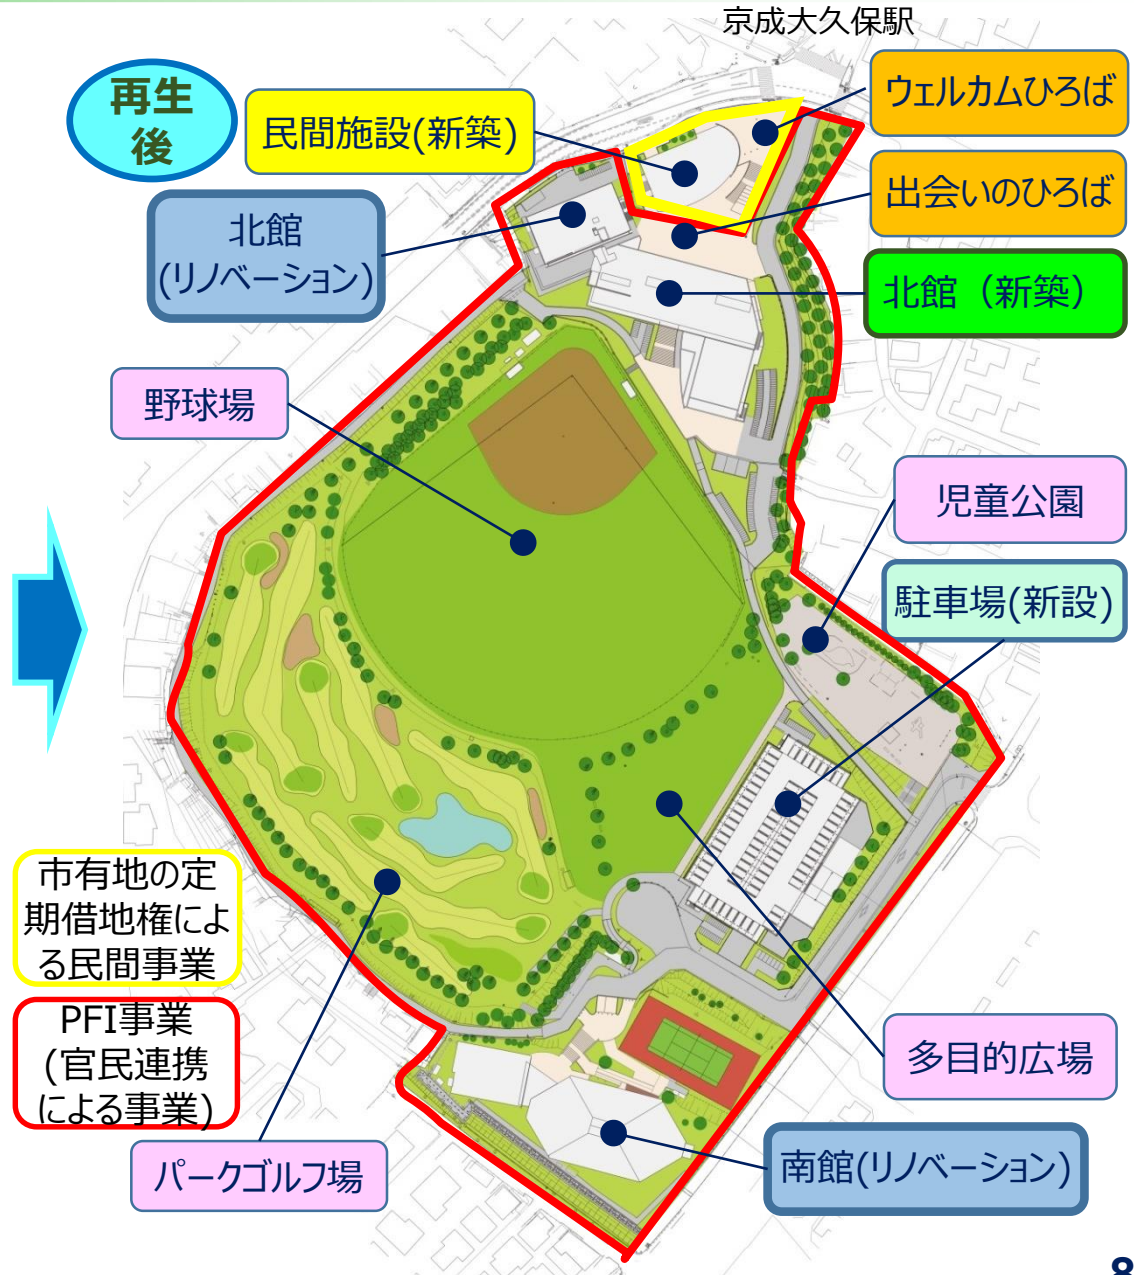 京成大久保駅
再生
後
民間施設(新築)
ウェルカムひろば
出会いのひろば
北館
(リノベーション)
北館（新築）
野球場
児童公園
駐車場(新設)
市有地の定
期借地権によ
る民間事業
PFI事業
(官民連携
による事業)
多目的広場
パークゴルフ場
南館(リノベーション)
8